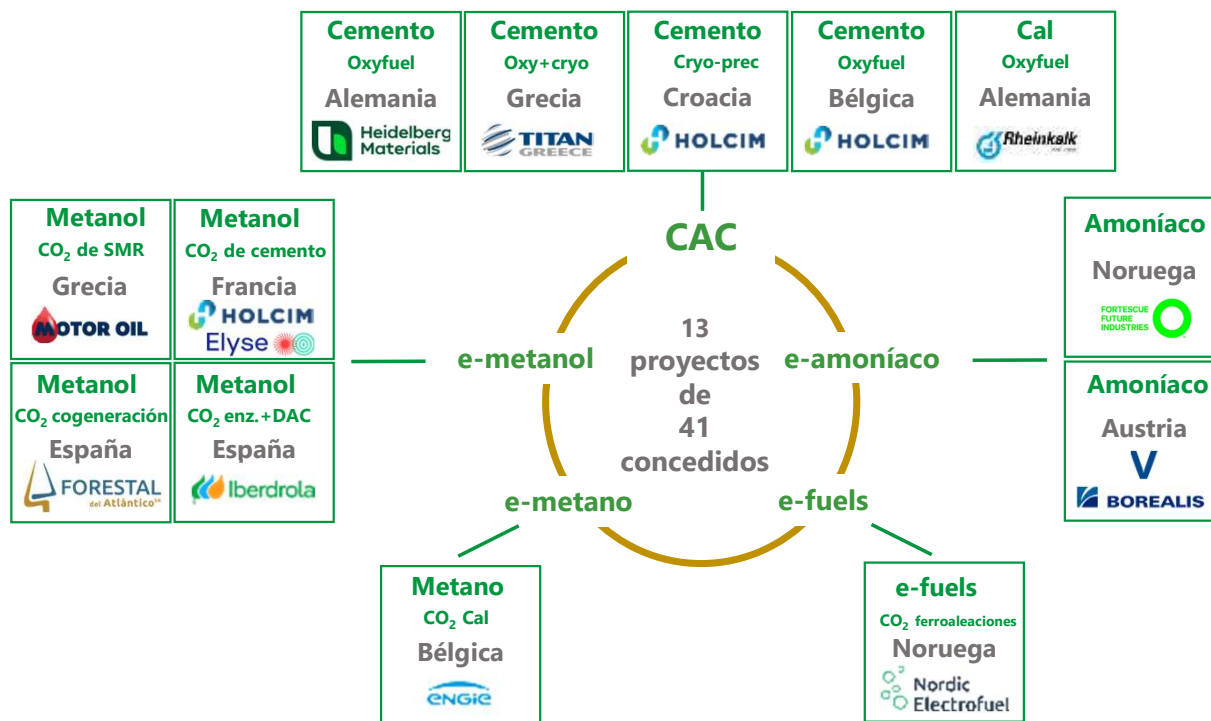 Cemento
Oxyfuel
Alemania
Heidelberg
Materials
Cemento
Oxy+cryo
Grecia
TITAN
GREECE
Cemento
Cryo-prec
Croacia
HOLCIM
Cemento
Oxyfuel
Bélgica
HOLCIM
Cal
Oxyfuel
Alemania
Rheinkalk
CAC
Metanol
CO₂ de SMR
Grecia
MOTOR OIL
Metanol
CO₂ de cemento
Francia
HOLCIM
Elyse
Metanol
CO₂ cogeneración
España
FORESTAL
del Atlántico
Metanol
CO₂ enz.+DAC
España
Iberdrola
e-metanol
13
proyectos
de
41
concedidos
e-amoníaco
Amoníaco
Noruega
FORTESCUE
FUTURE
INDUSTRIES
Amoníaco
Austria
V
BOREALIS
e-metano
e-fuels
Metano
CO₂ Cal
Bélgica
ENGIE
e-fuels
CO₂ ferroaleaciones
Noruega
Nordic
Electrofuel